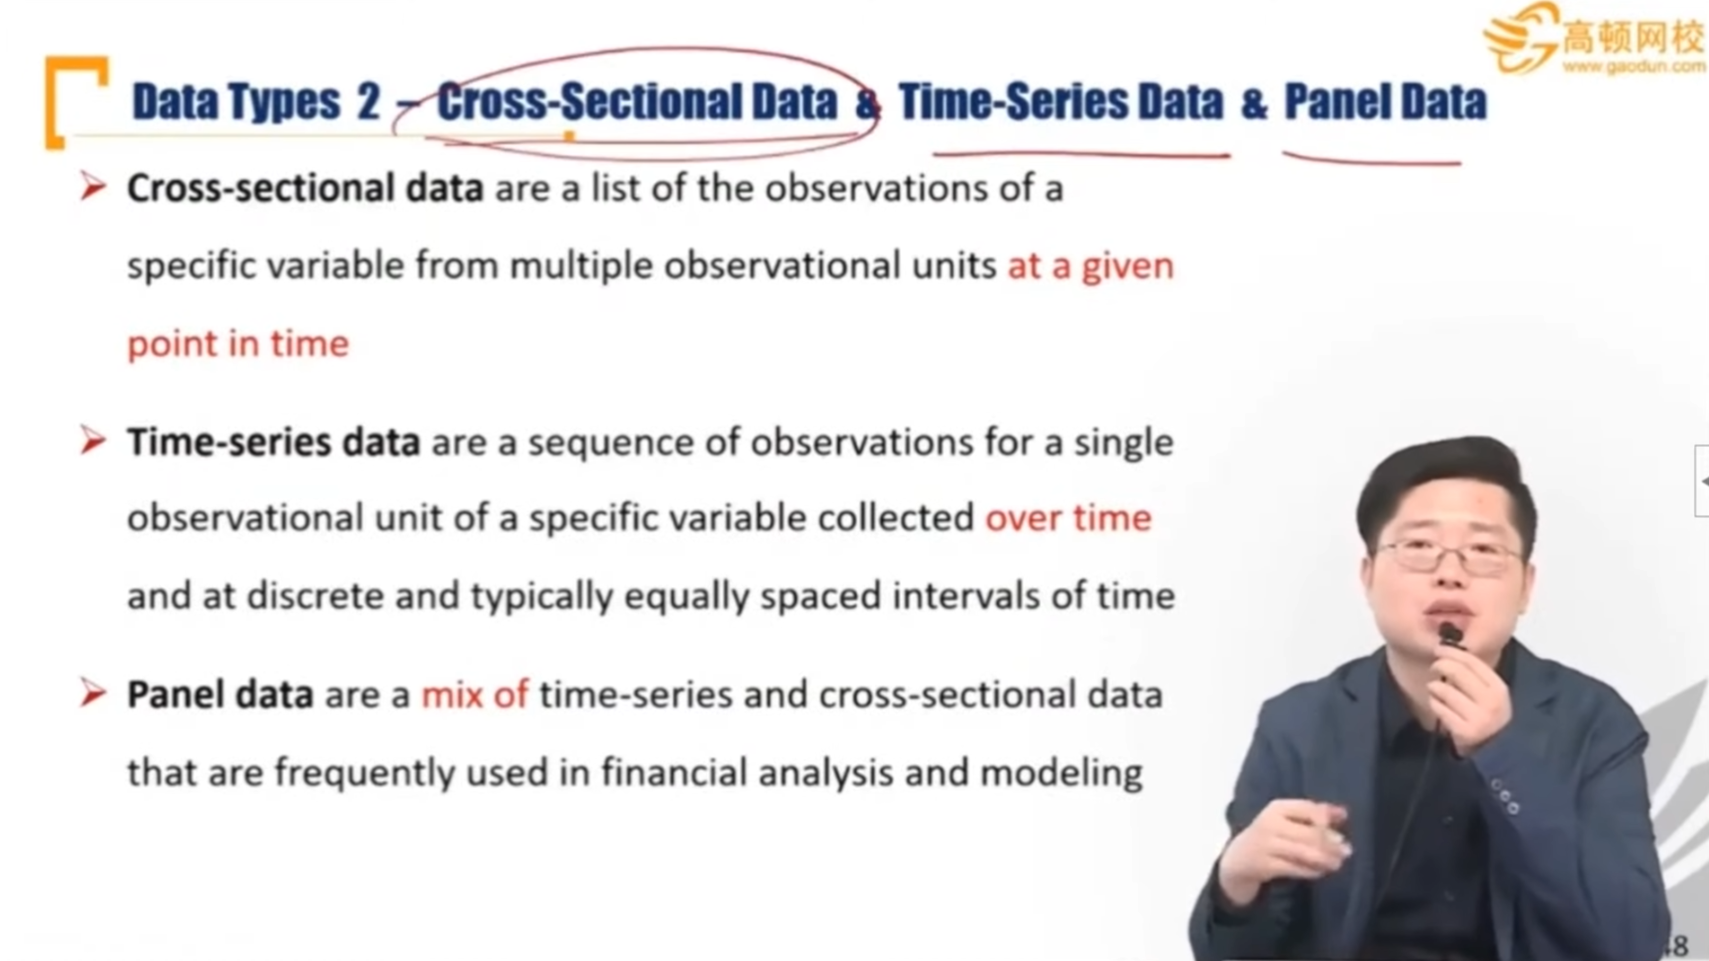 高顿网校
www.gaodun.com
Data Types 2 – Cross-Sectional Data & Time-Series Data & Panel Data
Cross-sectional data are a list of the observations of a
specific variable from multiple observational units at a given
point in time
Time-series data are a sequence of observations for a single
observational unit of a specific variable collected over time
and at discrete and typically equally spaced intervals of time
Panel data are a mix of time-series and cross-sectional data
that are frequently used in financial analysis and modeling